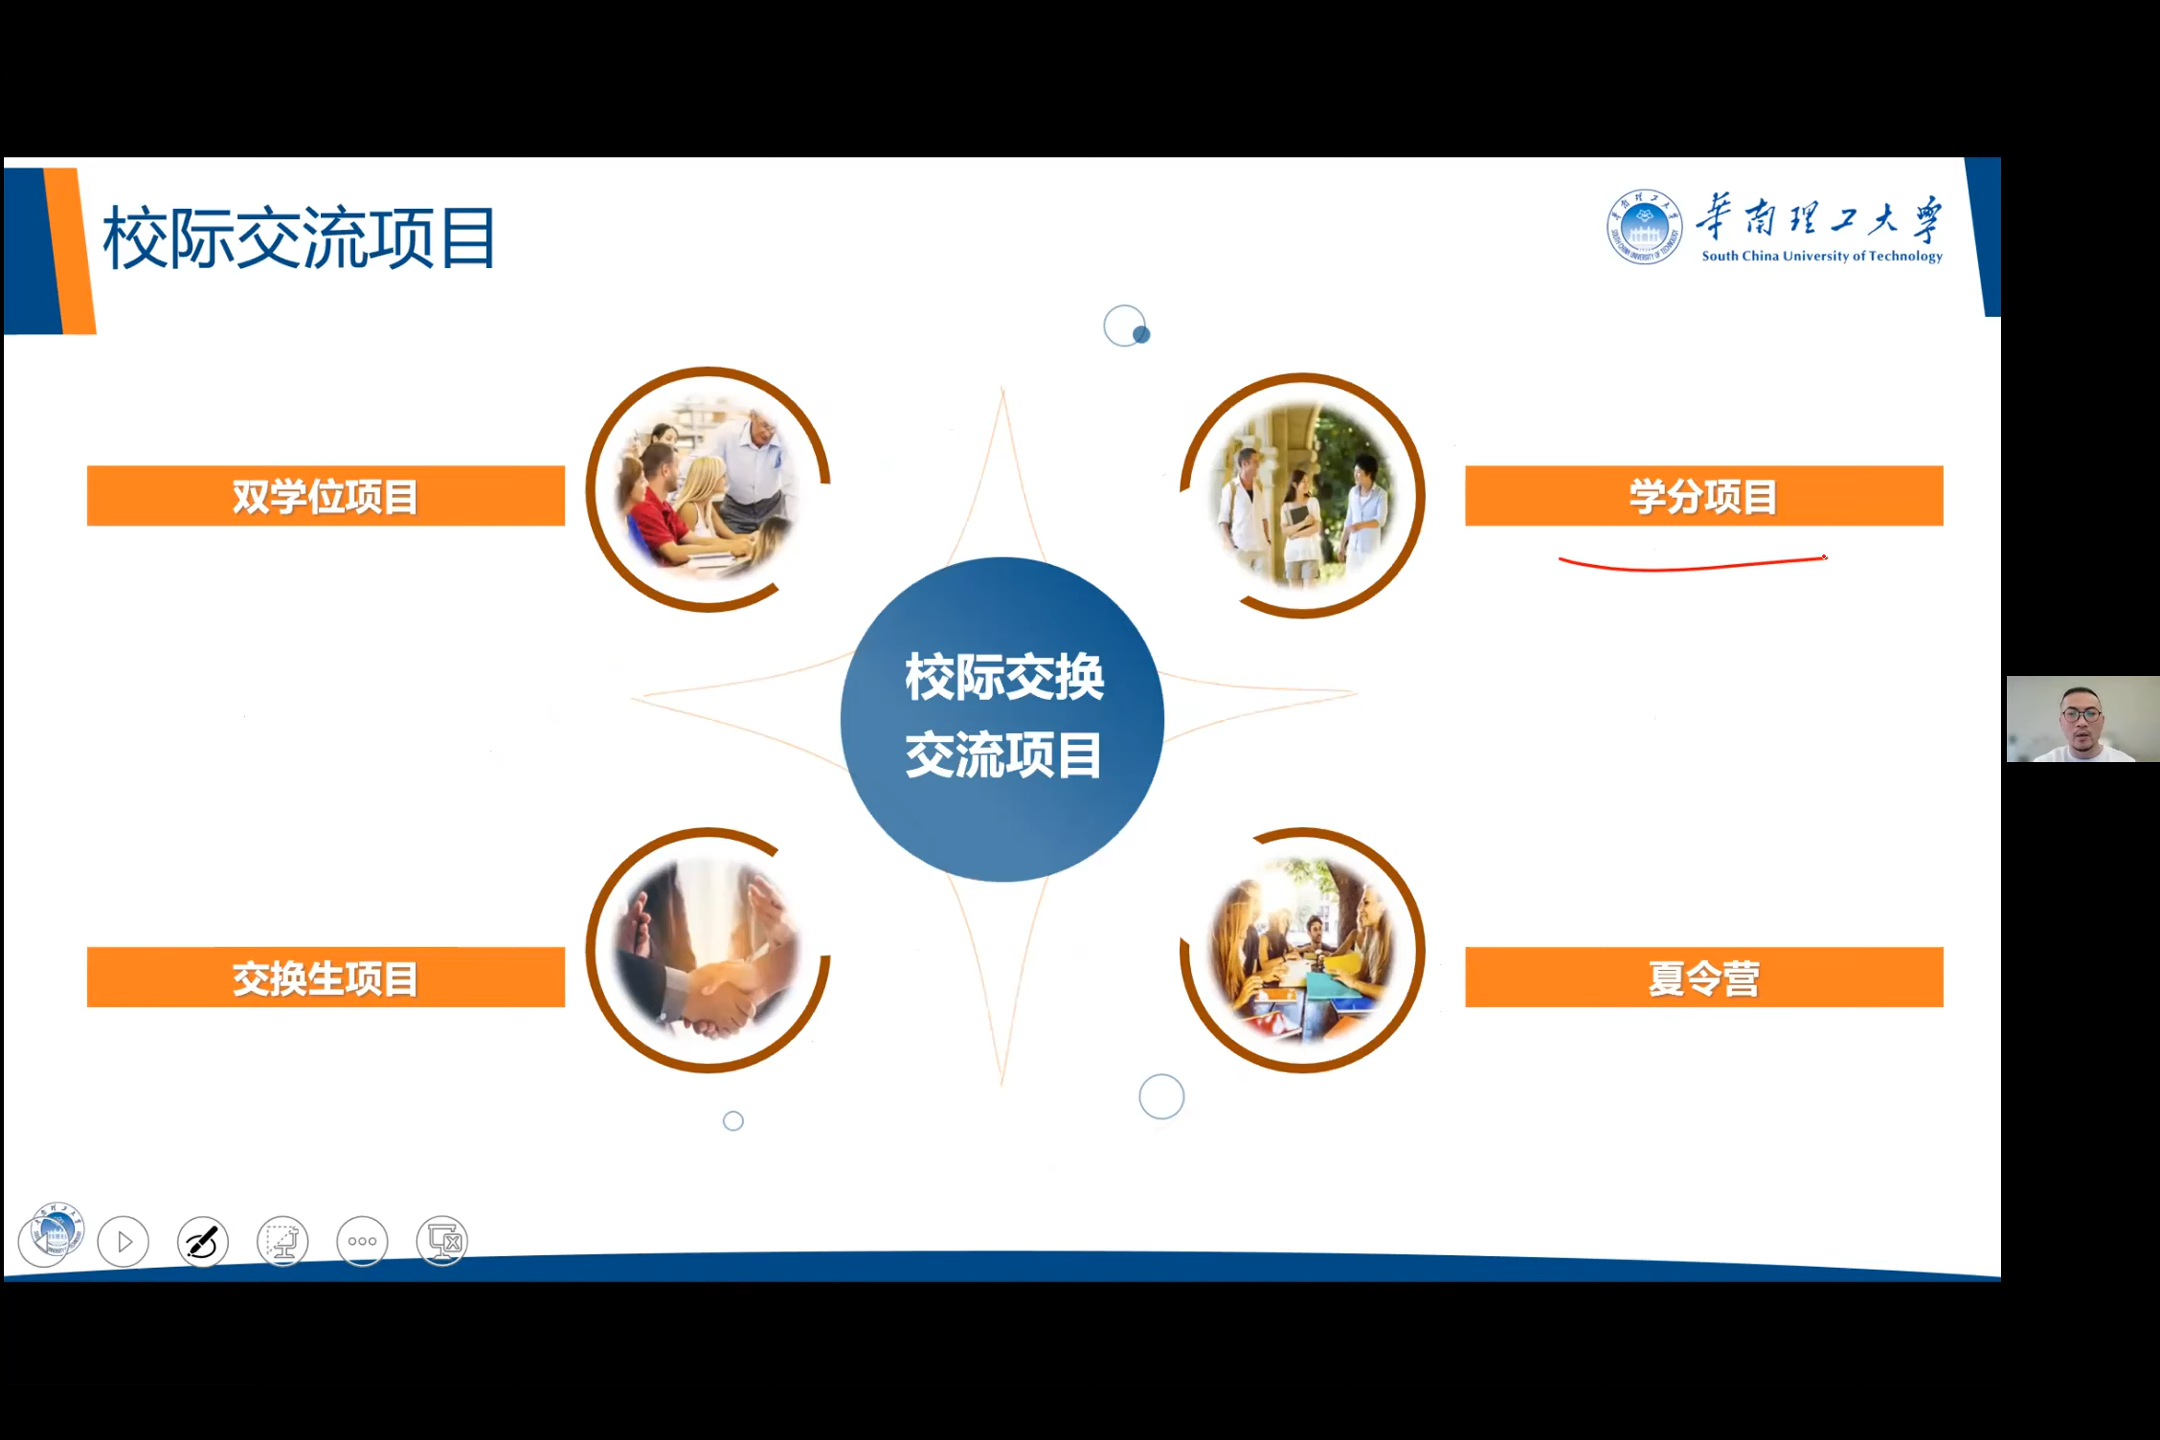 校际交流项目
華南理工大學
South China University of Technology
双学位项目
学分项目
校际交换
交流项目
交换生项目
夏令营